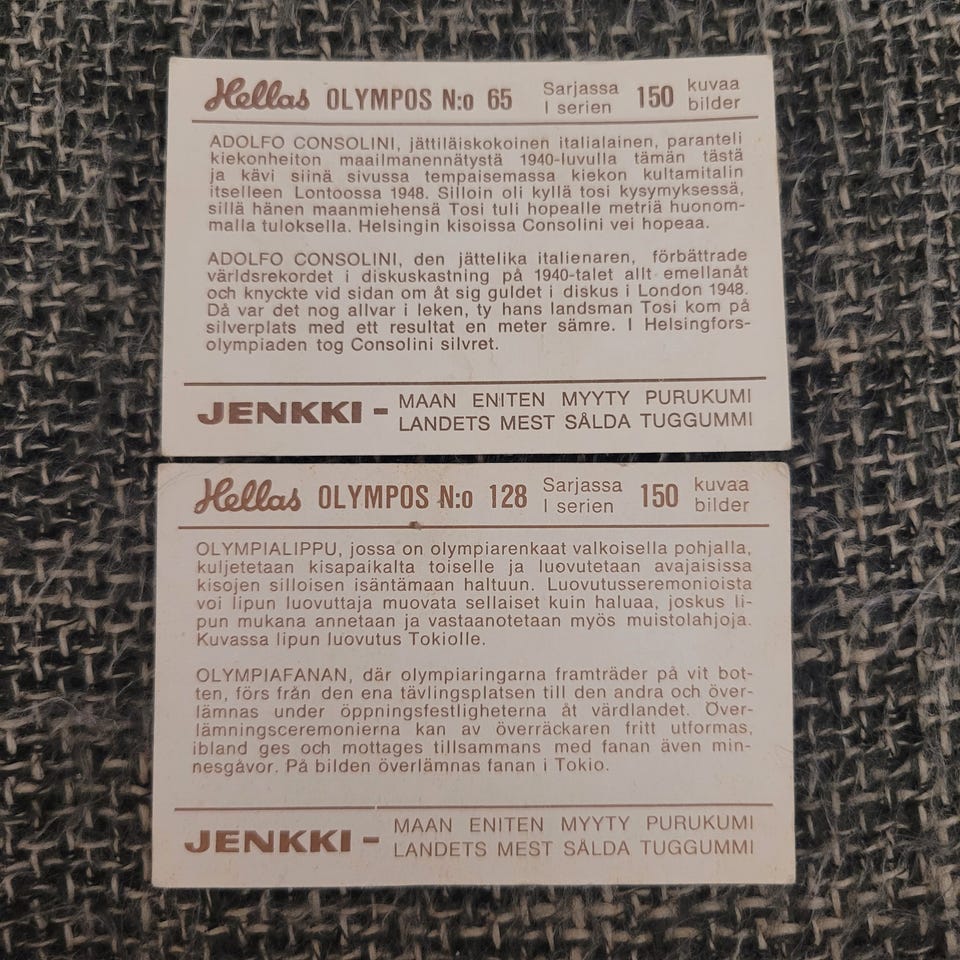 Hellas OLYMPOS N:o 65 Sarjassa I serien 150 kuvaa bilder
ADOLFO CONSOLINI, jättiläiskokoinen italialainen, paranteli
kiekonheiton maailmanennätystä 1940-luvulla tämän tästä
ja kävi siinä sivussa tempaisemassa kiekon kultamitalin
itselleen Lontoossa 1948. Silloin oli kyllä tosi kysymyksessä,
sillä hänen maanmiehensä Tosi tuli hopealle metriä huonom-
malla tuloksella. Helsingin kisoissa Consolini vei hopeaa.
ADOLFO CONSOLINI, den jättelika italienaren, förbättrade
världsrekordet i diskuskastning på 1940-talet allt emellanåt
och knyckte vid sidan om åt sig guldet i diskus i London 1948.
Då var det nog allvar i leken, ty hans landsman Tosi kom på
silverplats med ett resultat en meter sämre. I Helsingfors-
olympiaden tog Consolini silvret.
JENKKI - MAAN ENITEN MYYTY PURUKUMI
LANDETS MEST SÅLDA TUGGUMMI
Hellas OLYMPOS N:o 128 Sarjassa I serien 150 kuvaa bilder
OLYMPIALIPPU, jossa on olympiarenkaat valkoisella pohjalla,
kuljetetaan kisapaikalta toiselle ja luovutetaan avajaisissa
kisojen silloisen isäntämaan haltuun. Luovutusseremonioista
voi lipun luovuttaja muovata sellaiset kuin haluaa, joskus li-
pun mukana annetaan ja vastaanotetaan myös muistolahjoja.
Kuvassa lipun luovutus Tokiolle.
OLYMPIAFANAN, där olympiaringarna framträder på vit bot-
ten, förs från den ena tävlingsplatsen till den andra och över-
lämnas under öppningsfestligheterna åt värdlandet. Över-
lämningsceremonierna kan av överräckaren fritt utformas,
ibland ges och mottages tillsammans med fanan även min-
nesgåvor. På bilden överlämnas fanan i Tokio.
JENKKI - MAAN ENITEN MYYTY PURUKUMI
LANDETS MEST SÅLDA TUGGUMMI